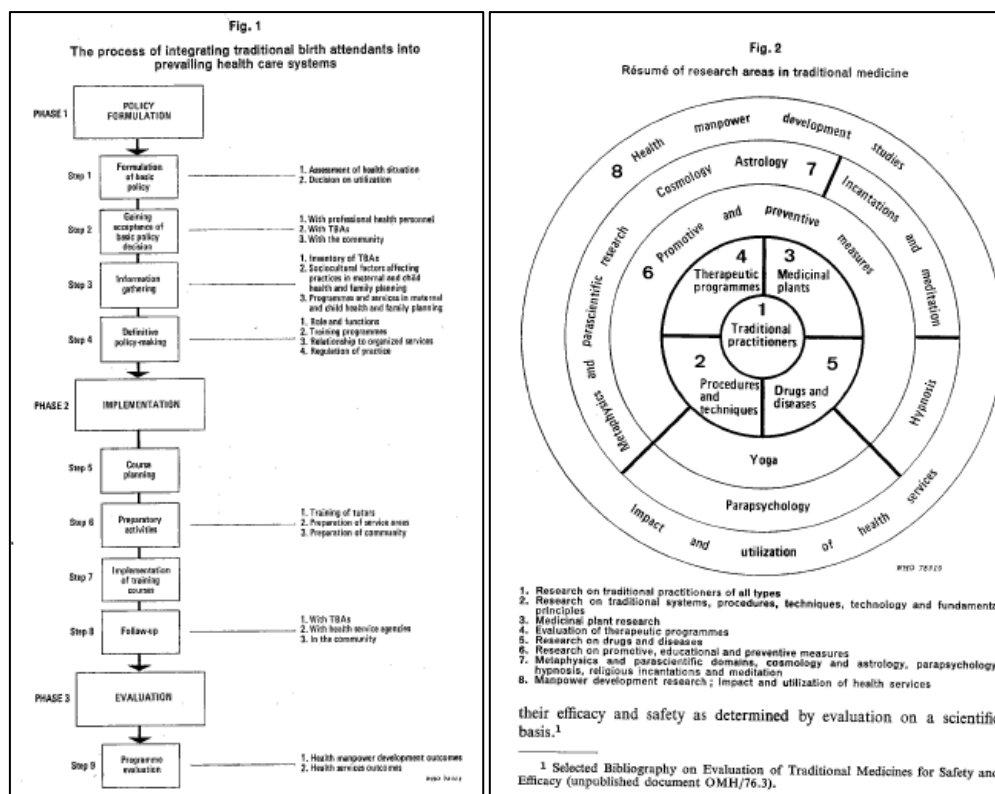 Fig. 1
The process of integrating traditional birth attendants into
prevailing health care systems
PHASE 1
POLICY
FORMULATION
Step 1
Formulation
of basic
policy
1. Assessment of health situation
2. Decision on utilization
Step 2
Gaining
acceptance of
basic policy
decision
1. With professional health personnel
2. With TBAs
3. With the community
Step 3
Information
gathering
1. Inventory of TBAs
2. Sociocultural factors affecting
practices in maternal and child
health and family planning
3. Programmes and services in maternal
and child health and family planning
Step 4
Definitive
policy-making
1. Role and functions
2. Training programmes
3. Relationship to organized services
4. Regulation of practice
PHASE 2
IMPLEMENTATION
Step 5
Course
planning
Step 6
Preparatory
activities
1. Training of tutors
2. Preparation of service areas
3. Preparation of community
Step 7
Implementation
of training
courses
Step 8
Follow-up
1. With TBAs
2. With health service agencies
3. In the community
PHASE 3
EVALUATION
Step 9
Programme
evaluation
1. Health manpower development outcomes
2. Health services outcomes
Fig. 2
Résumé of research areas in traditional medicine
8 Health manpower development studies
Impact and utilization of health services
Metaphysics and parascientific research
Cosmology
Astrology
7
Incantations and meditation
Hypnosis
Parapsychology
6
Promotive and preventive measures
Yoga
4
Therapeutic
programmes
3
Medicinal
plants
1
Traditional
practitioners
2
Procedures
and
techniques
5
Drugs and
diseases
1. Research on traditional practitioners of all types
2. Research on traditional systems, procedures, techniques, technology and fundamenta
principles
3. Medicinal plant research
4. Evaluation of therapeutic programmes
5. Research on drugs and diseases
6. Research on promotive, educational and preventive measures
7. Metaphysics and parascientific domains, cosmology and astrology, parapsychology
hypnosis, religious incantations and meditation
8. Manpower development research; Impact and utilization of health services
their efficacy and safety as determined by evaluation on a scientific
basis.¹
¹ Selected Bibliography on Evaluation of Traditional Medicines for Safety and
Efficacy (unpublished document OMH/76.3).